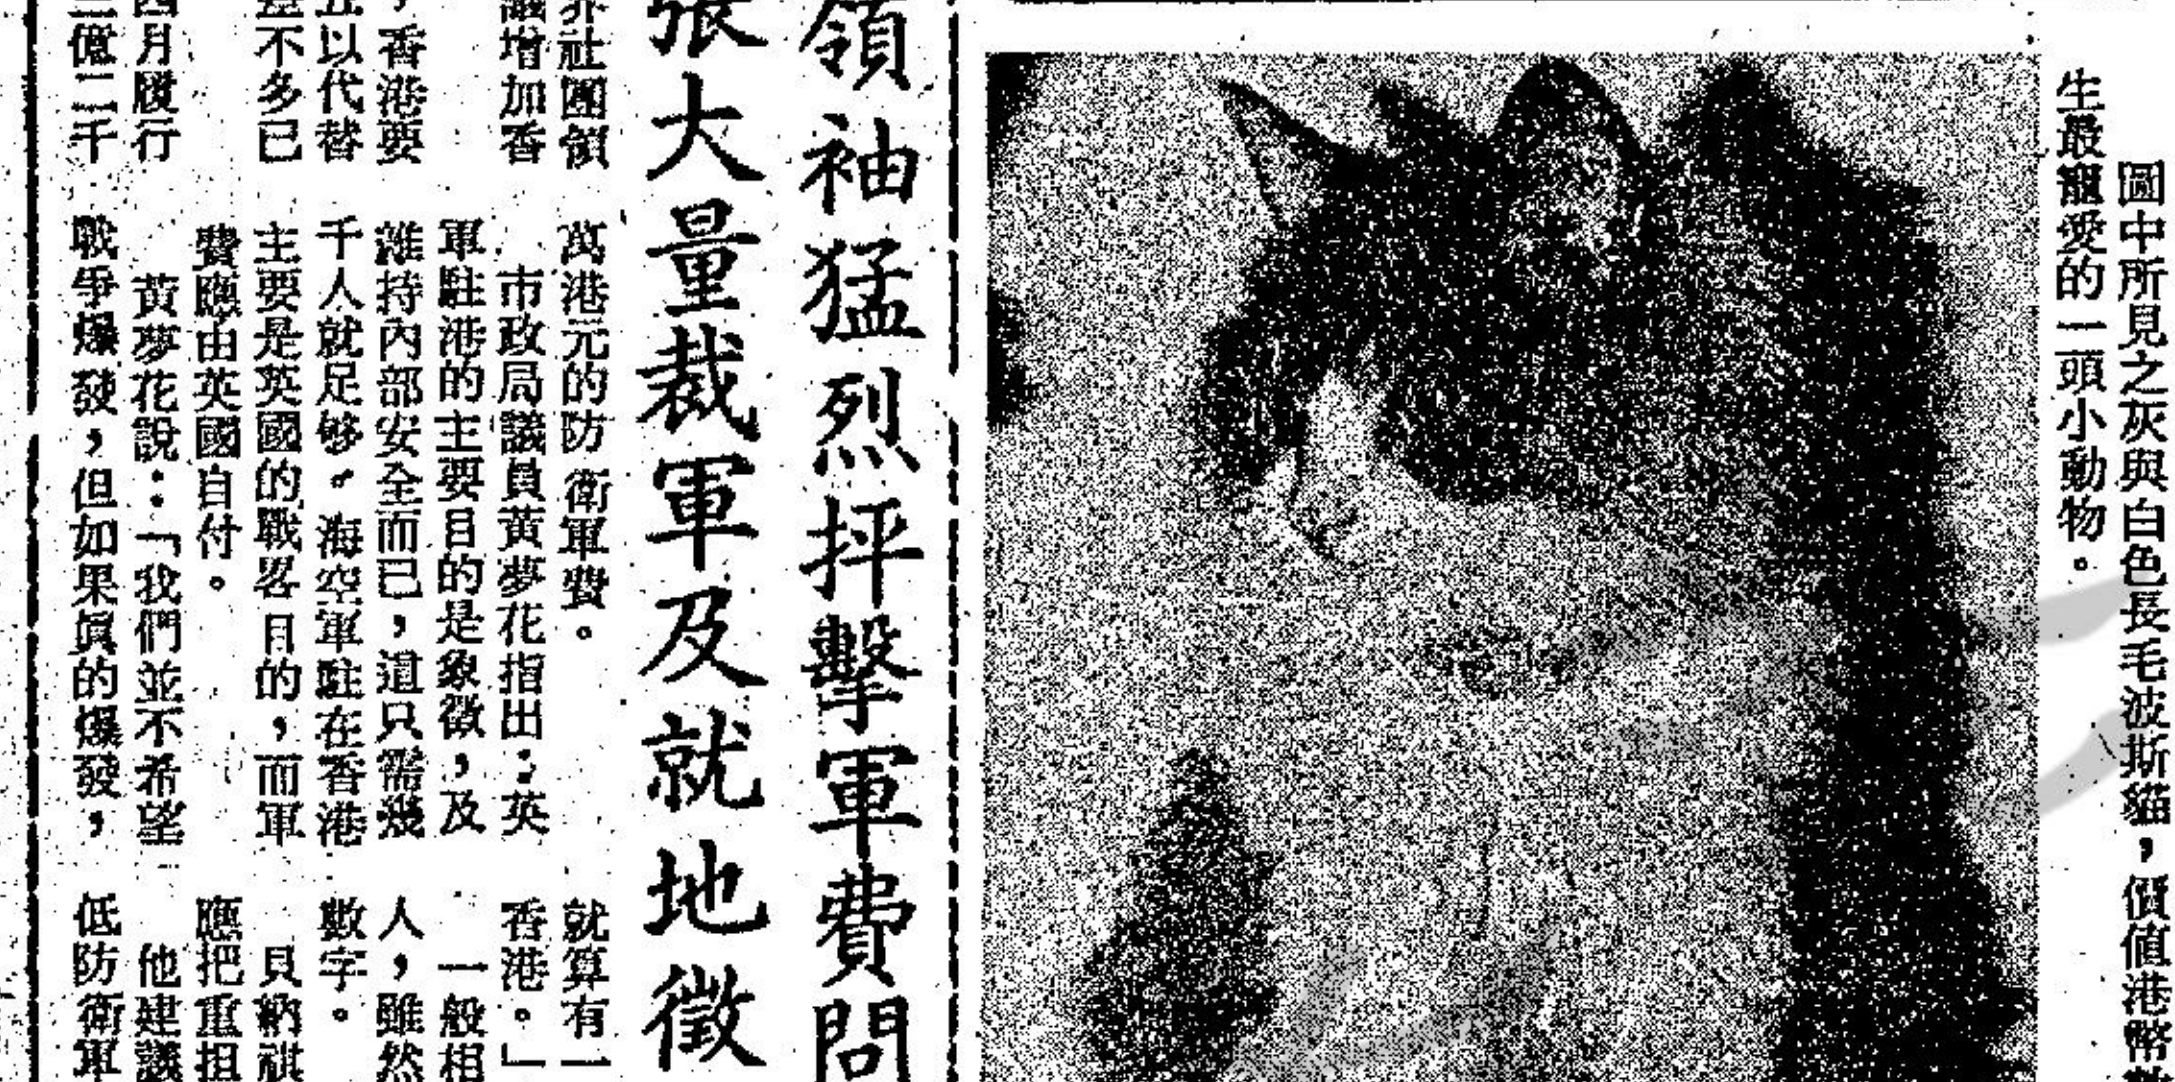 圖中所見之灰與白色長毛波斯貓，價值港幣
生最寵愛的一頭小動物。
領袖猛烈抨擊軍費問
張大量裁軍及就地徵
界社團領
議增加香
，香港要
五以代替
差不多已
四月履行
三億二千
萬港元的防衛軍費。
市政局議員黃夢花指出：英
軍駐港的主要目的是象徵，及
維持內部安全而已，這只需幾
千人就足够。海空軍駐在香港
主要是英國的戰畧目的，而軍
費應由英國自付。
黃夢花說：「我們並不希望
戰爭爆發，但如果眞的爆發，
就算有一
香港。」
一般相
人，雖然
數字。
貝納祺
應把重担
他建議
低防衛軍